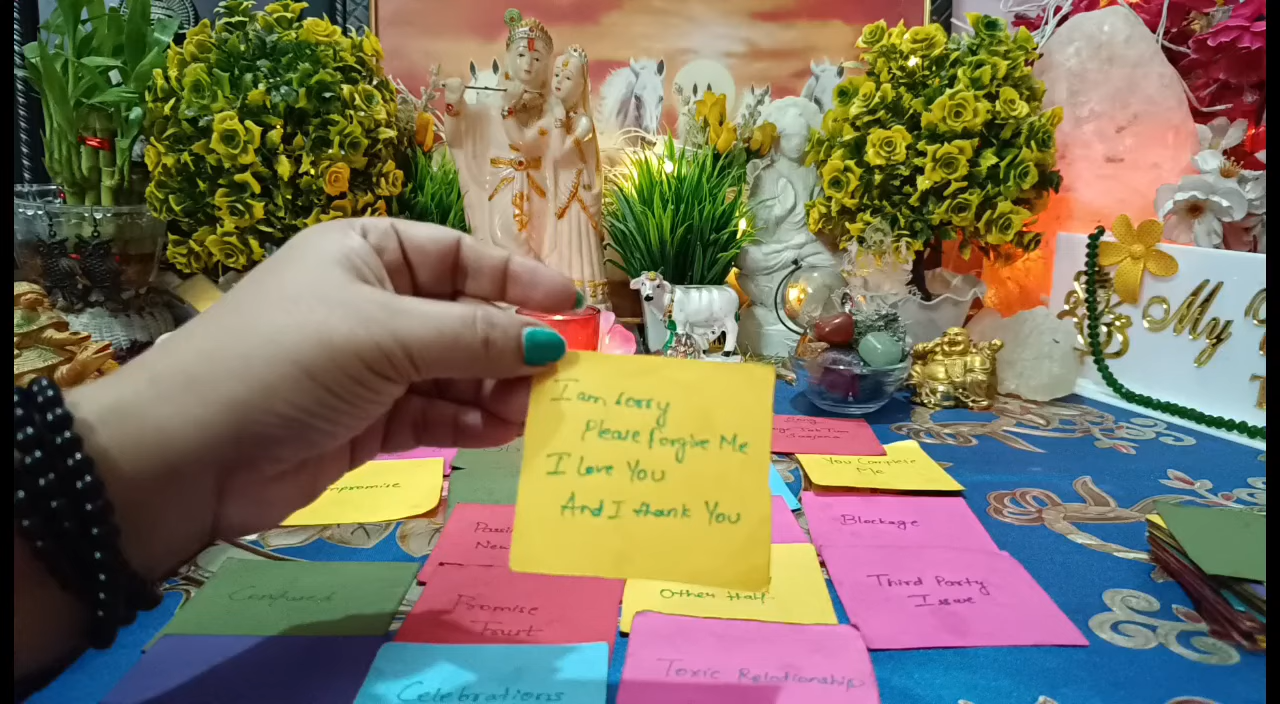 I am sorry
Please forgive Me
I love You
And I thank You
You Complete
Me
Blockage
Third Party
Issue
Other Half
Promise
Trust
Confused
Celebrations
Toxic Relationship
My